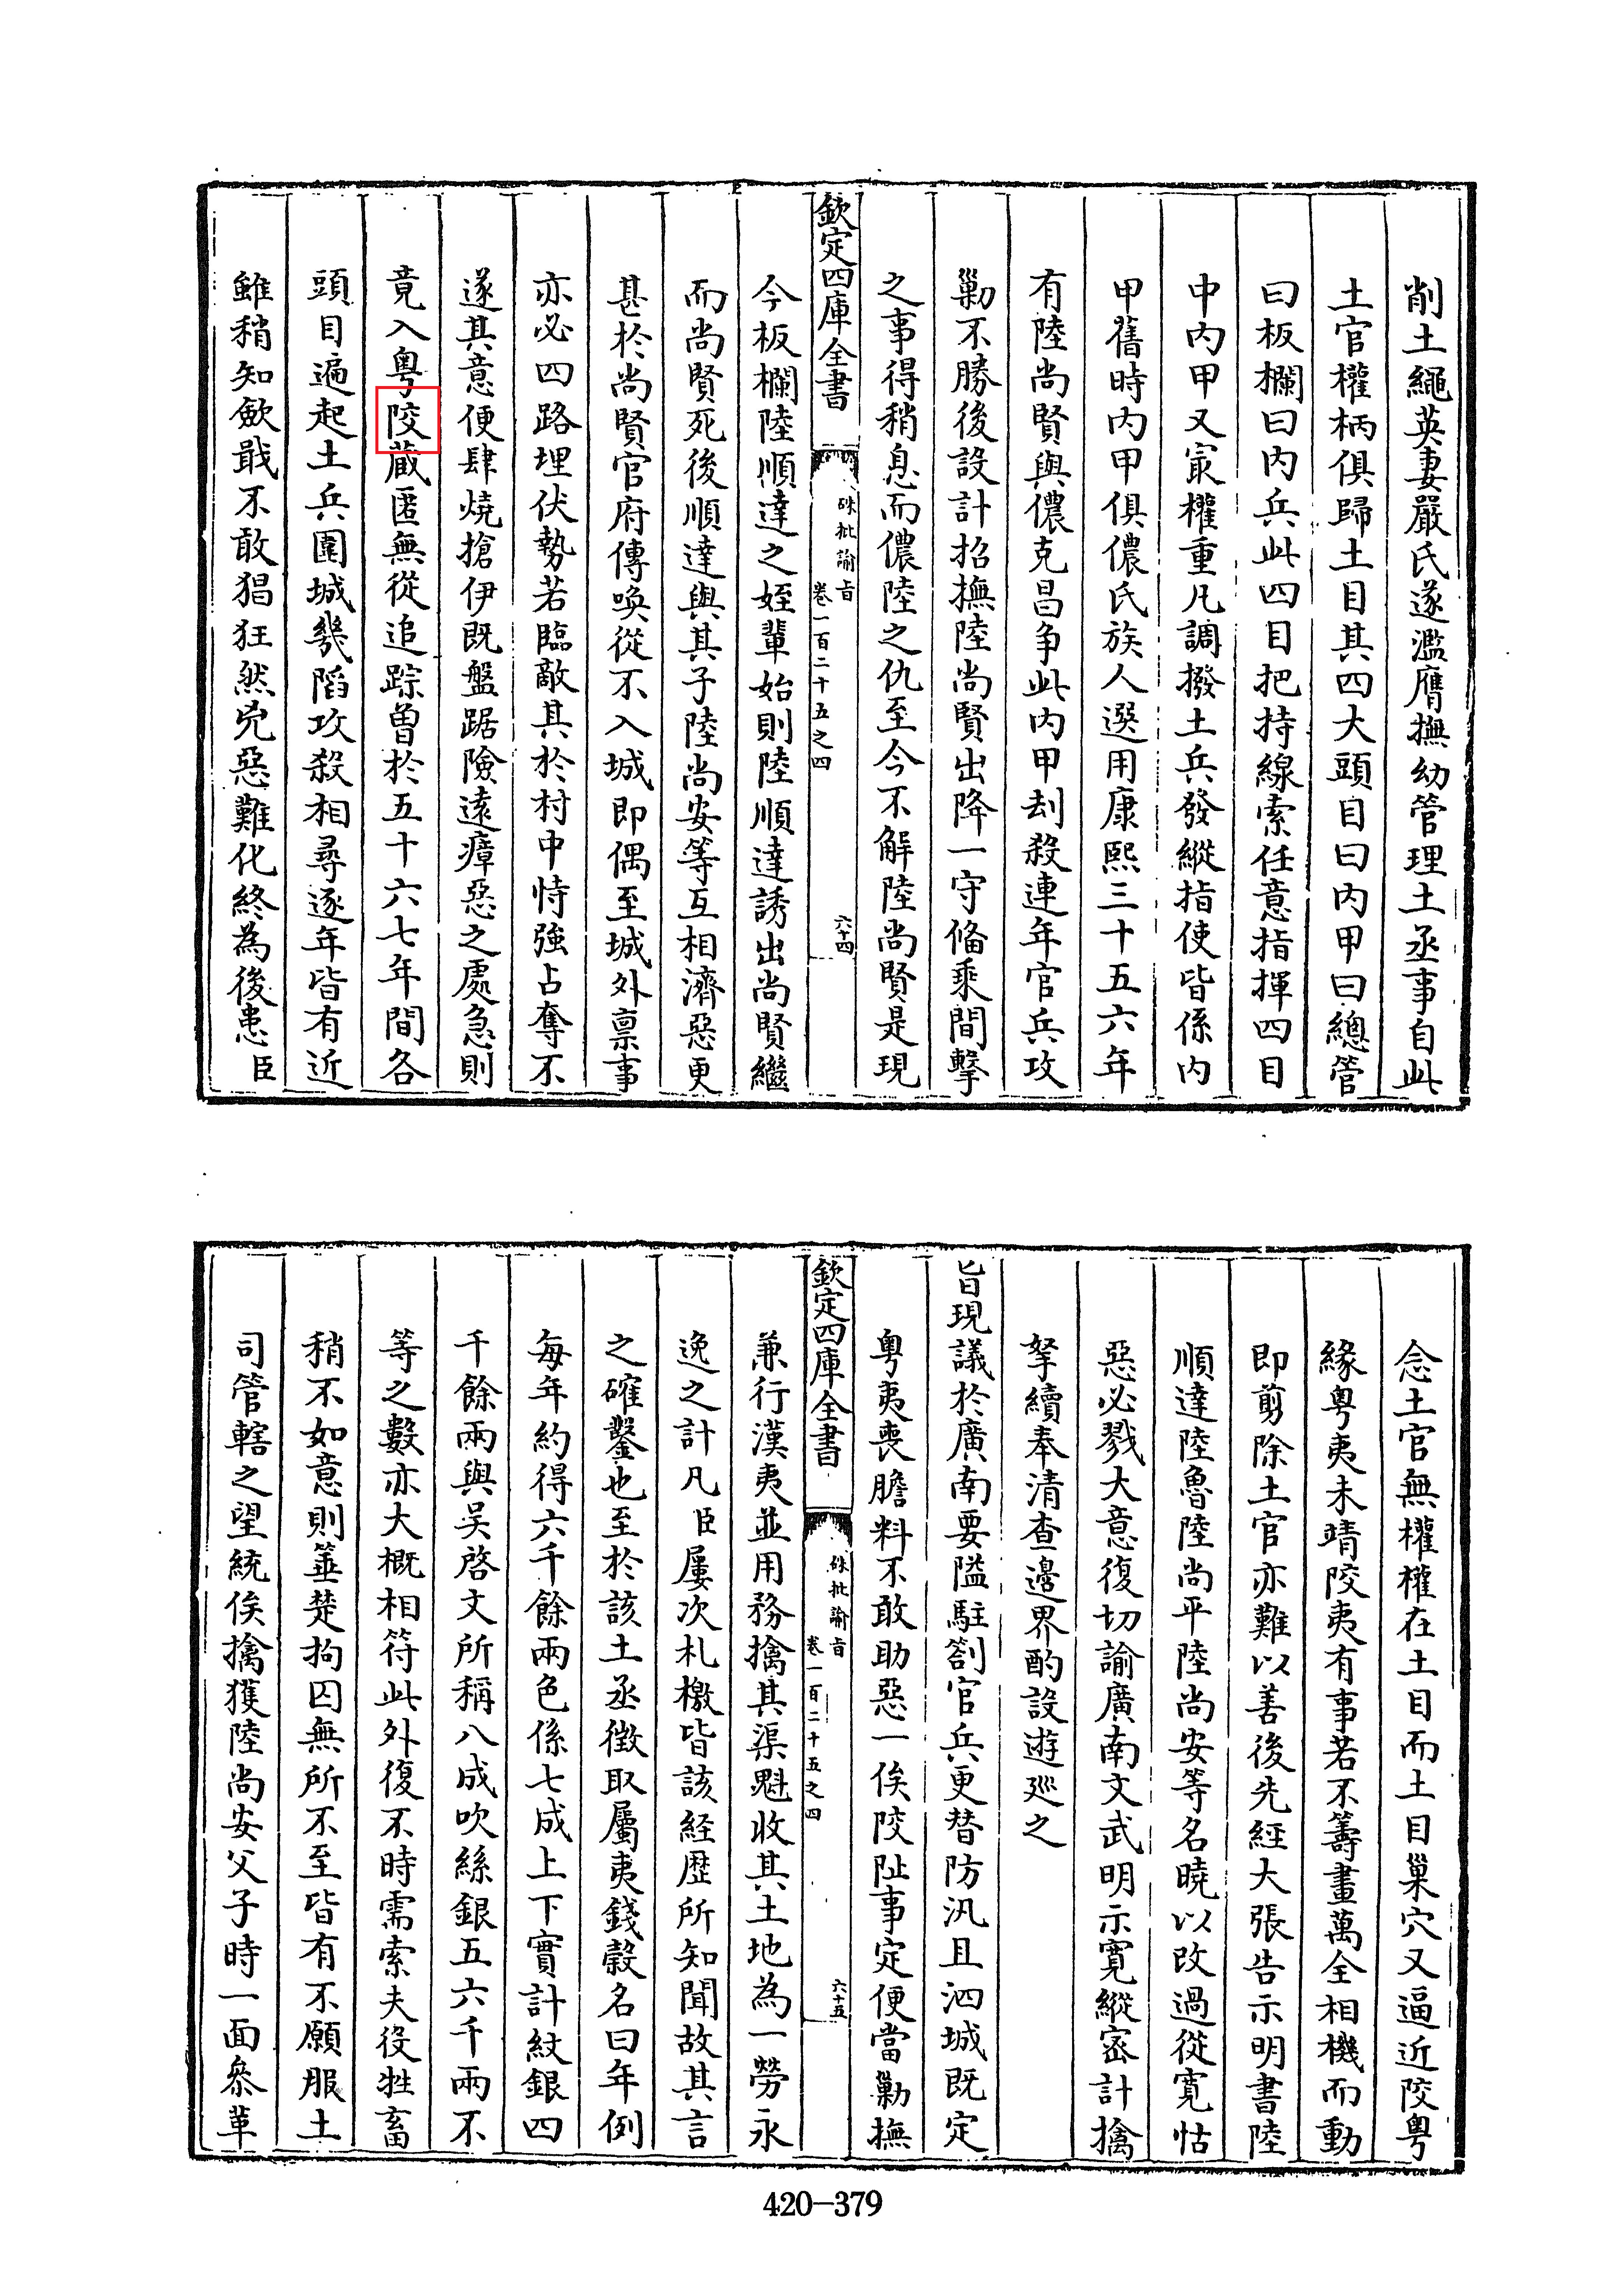 削土繩英妻嚴氏遂濫膺撫幼管理土丞事自此
土官權柄俱歸土目其四大頭目曰内甲曰總管
曰板欄曰内兵此四目把持線索任意指揮四目
中内甲又㝡權重凡調撥土兵發縱指使皆係内
甲舊時内甲俱儂氏族人選用康熙三十五六年
有陸尚賢與儂克昌争此内甲刦殺連年官兵攻
勦不勝後設計招撫陸尚賢出降一守俻乘間擊
之事得稍息而儂陸之仇至今不解陸尚賢是現
欽定四庫全書
硃批諭旨
卷一百二十五之四
六十四
今板欄陸順達之姪輩始則陸順達誘出尚賢繼
而尚賢死後順達與其子陸尚安等互相濟惡更
甚於尚賢官府傳喚從不入城即偶至城外禀事
亦必四路埋伏勢若臨敵其於村中恃強占奪不
遂其意便肆燒搶伊既盤踞險遠瘴惡之處急則
竟入粤陖蔵匿無從追踪曽於五十六七年間各
頭目遍起土兵圍城幾陷攻殺相尋逐年皆有近
雖稍知歛戢不敢猖狂然兇惡難化終為後患臣
念土官無權權在土目而土目巢穴又逼近陖粤
緣粤夷未靖陖夷有事若不籌畫萬全相機而動
即剪除土官亦難以善後先經大張告示明書陸
順達陸魯陸尚平陸尚安等名曉以改過從寛怙
惡必戮大意復切諭廣南文武明示寛縱宻計擒
拏續奉清查邉界酌設遊廵之
旨現議於廣南要隘駐劄官兵更替防汛且泗城既定
粤夷喪膽料不敢助惡一俟陖阯事定便當勦撫
欽定四庫全書
硃批諭旨
卷一百二十五之四
六十五
兼行漢夷並用務擒其渠魁收其土地為一勞永
逸之計凡臣屢次札檄皆該経歴所知聞故其言
之確鑿也至於該土丞徴取屬夷錢穀名曰年例
每年約得六千餘兩色係七成上下實計紋銀四
千餘兩與吴啓文所稱八成吹絲銀五六千兩不
等之數亦大概相符此外復不時需索夫役牲畜
稍不如意則箠楚拘囚無所不至皆有不願服土
司管轄之望統俟擒獲陸尚安父子時一面叅革
420-379